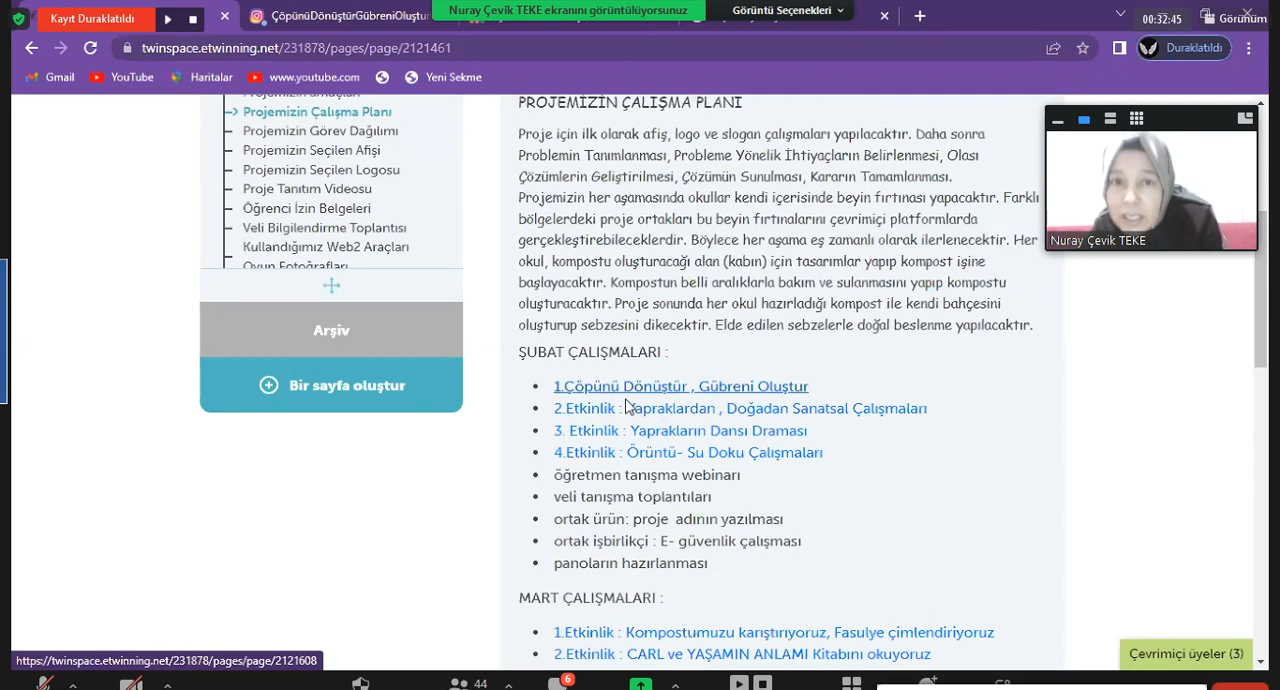 Kayıt Duraklatıldı
ÇöpünüDönüştürGübreniOluştur
Nuray Çevik TEKE ekranını görüntülüyorsunuz
Görüntü Seçenekleri
00:32:45
Görünüm
twinspace.etwinning.net/231878/pages/page/2121461
Duraklatıldı
Gmail
YouTube
Haritalar
www.youtube.com
Yeni Sekme
Projemizin Çalışma Planı
Projemizin Görev Dağılımı
Projemizin Seçilen Afişi
Projemizin Seçilen Logosu
Proje Tanıtım Videosu
Öğrenci İzin Belgeleri
Veli Bilgilendirme Toplantısı
Kullandığımız Web2 Araçları
Oyun Fotoğrafları
Arşiv
Bir sayfa oluştur
PROJEMİZİN ÇALIŞMA PLANI
Proje için ilk olarak afiş, logo ve slogan çalışmaları yapılacaktır. Daha sonra
Problemin Tanımlanması, Probleme Yönelik İhtiyaçların Belirlenmesi, Olası
Çözümlerin Geliştirilmesi, Çözümün Sunulması, Kararın Tamamlanması.
Projemizin her aşamasında okullar kendi içerisinde beyin fırtınası yapacaktır. Farklı
bölgelerdeki proje ortakları bu beyin fırtınalarını çevrimiçi platformlarda
gerçekleştirebileceklerdir. Böylece her aşama eş zamanlı olarak ilerlenecektir. Her
okul, kompostu oluşturacağı alan (kabın) için tasarımlar yapıp kompost işine
başlayacaktır. Kompostun belli aralıklarla bakım ve sulanmasını yapıp kompostu
oluşturacaktır. Proje sonunda her okul hazırladığı kompost ile kendi bahçesini
oluşturup sebzesini dikecektir. Elde edilen sebzelerle doğal beslenme yapılacaktır.
ŞUBAT ÇALIŞMALARI :
1.Çöpünü Dönüştür , Gübreni Oluştur
2.Etkinlik : Yapraklardan , Doğadan Sanatsal Çalışmaları
3. Etkinlik : Yaprakların Dansı Draması
4.Etkinlik : Örüntü- Su Doku Çalışmaları
öğretmen tanışma webinarı
veli tanışma toplantıları
ortak ürün: proje adının yazılması
ortak işbirlikçi : E- güvenlik çalışması
panoların hazırlanması
MART ÇALIŞMALARI :
1.Etkinlik : Kompostumuzu karıştırıyoruz, Fasulye çimlendiriyoruz
2.Etkinlik : CARL ve YAŞAMIN ANLAMI Kitabını okuyoruz
Nuray Çevik TEKE
Çevrimiçi üyeler (3)
https://twinspace.etwinning.net/231878/pages/page/2121608
44
6